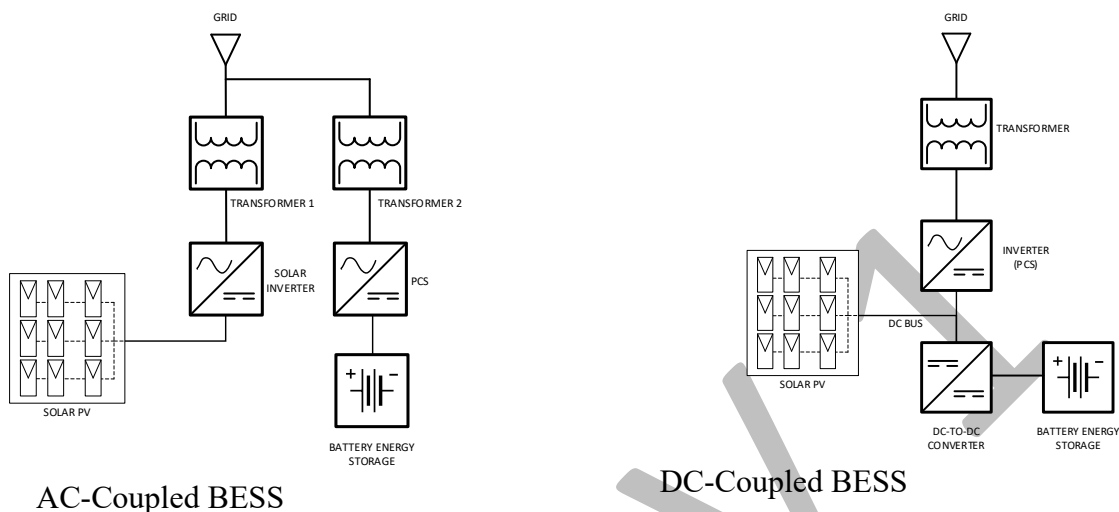 GRID
TRANSFORMER 1
TRANSFORMER 2
SOLAR
INVERTER
PCS
SOLAR PV
+ −
BATTERY ENERGY
STORAGE
AC-Coupled BESS
GRID
TRANSFORMER
INVERTER
(PCS)
DC BUS
SOLAR PV
+ −
DC-TO-DC
CONVERTER
BATTERY ENERGY
STORAGE
DC-Coupled BESS